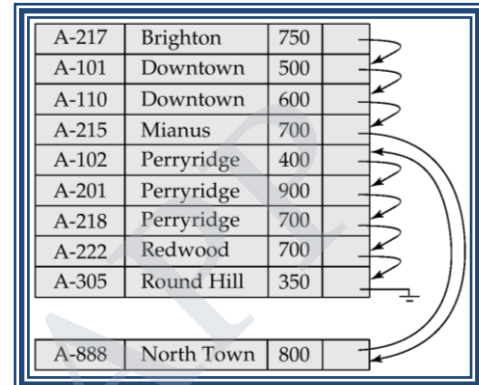 A-217 Brighton 750
A-101 Downtown 500
A-110 Downtown 600
A-215 Mianus 700
A-102 Perryridge 400
A-201 Perryridge 900
A-218 Perryridge 700
A-222 Redwood 700
A-305 Round Hill 350
A-888 North Town 800
APP